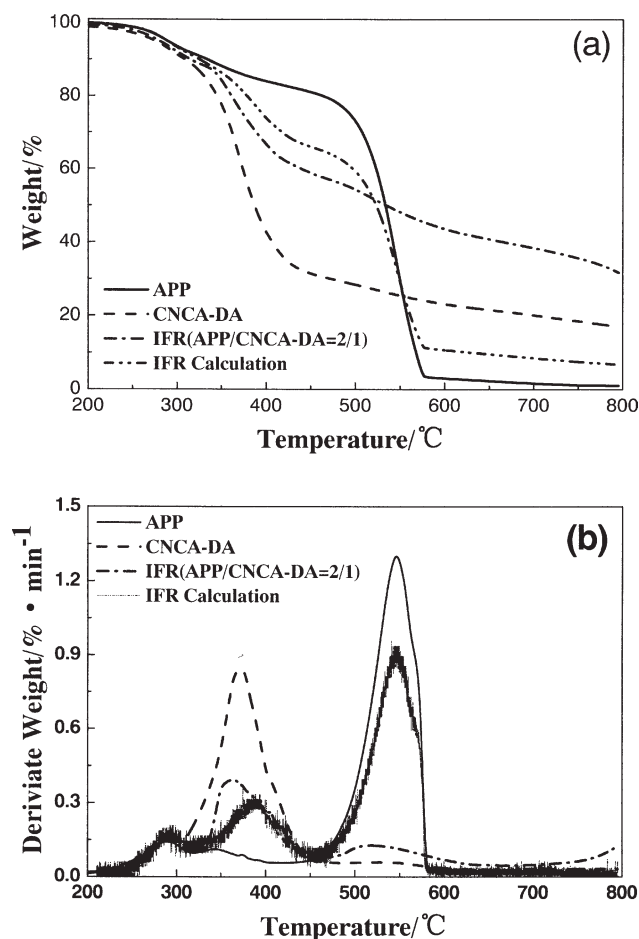 (a)
100
80
60
40
20
0
Weight/%
APP
CNCA-DA
IFR(APP/CNCA-DA=2/1)
IFR Calculation
200 300 400 500 600 700 800
Temperature/℃
(b)
1.5
1.2
0.9
0.6
0.3
0.0
Deriviate Weight/% • min-1
APP
CNCA-DA
IFR(APP/CNCA-DA=2/1)
IFR Calculation
200 300 400 500 600 700 800
Temperature/℃